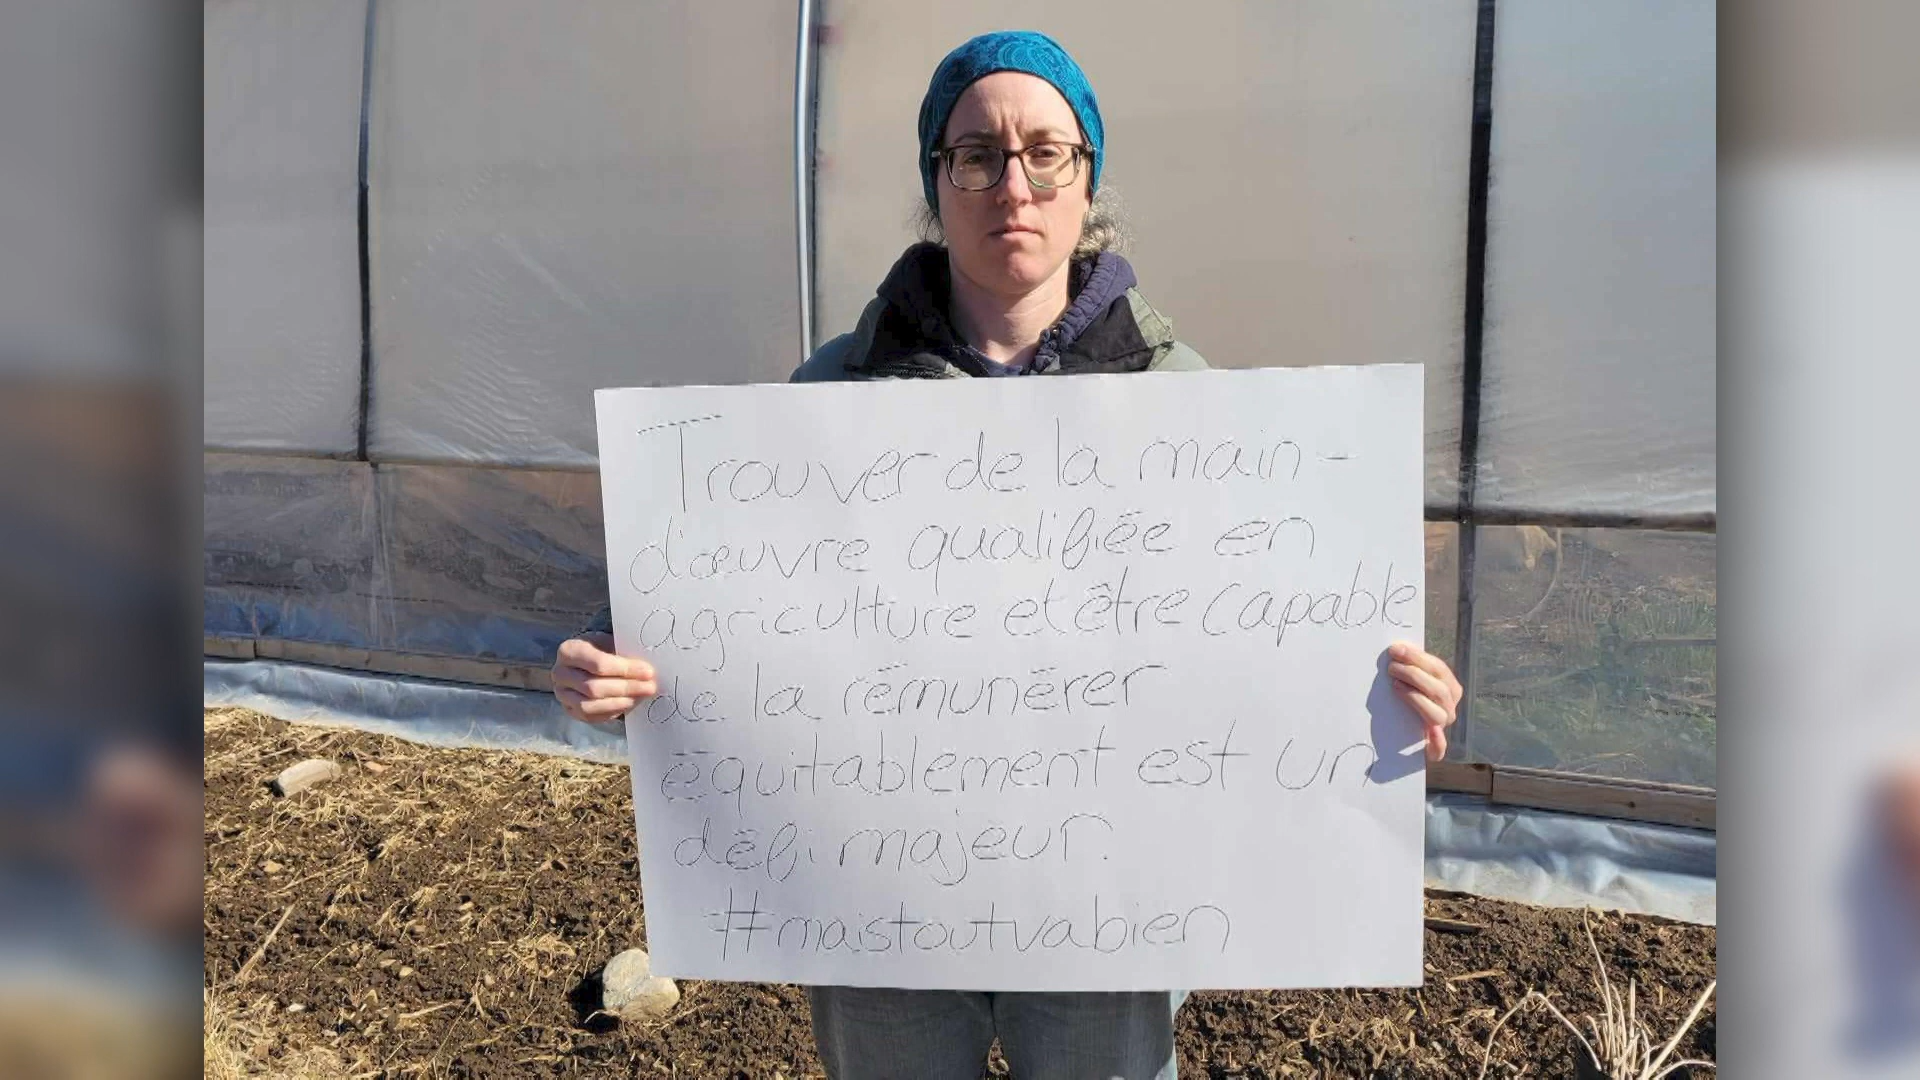 Trouver de la main-
d'œuvre qualifiée en
agriculture et être capable
de la rémunérer
équitablement est un
défi majeur.
#maistoutvabien